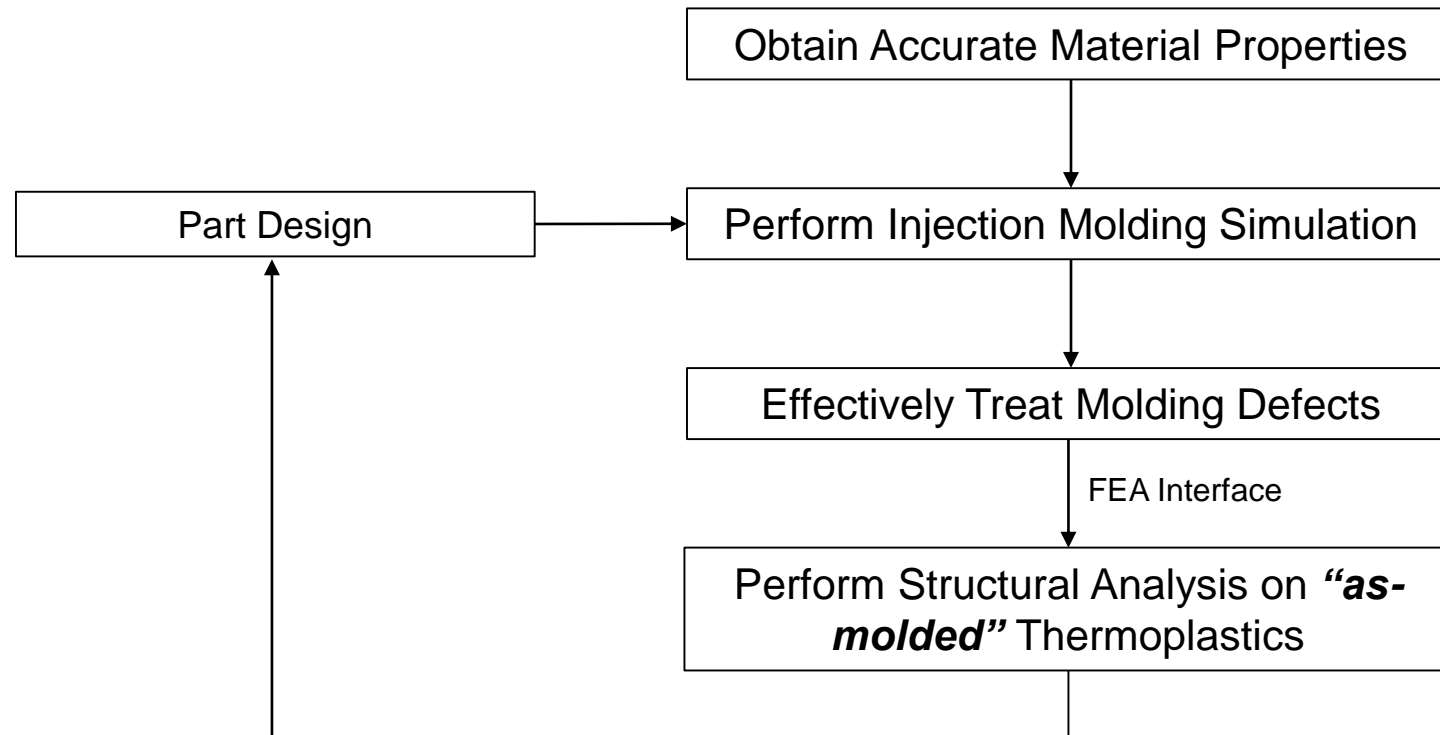 Obtain Accurate Material Properties
Part Design
Perform Injection Molding Simulation
Effectively Treat Molding Defects
FEA Interface
Perform Structural Analysis on “as-
molded” Thermoplastics